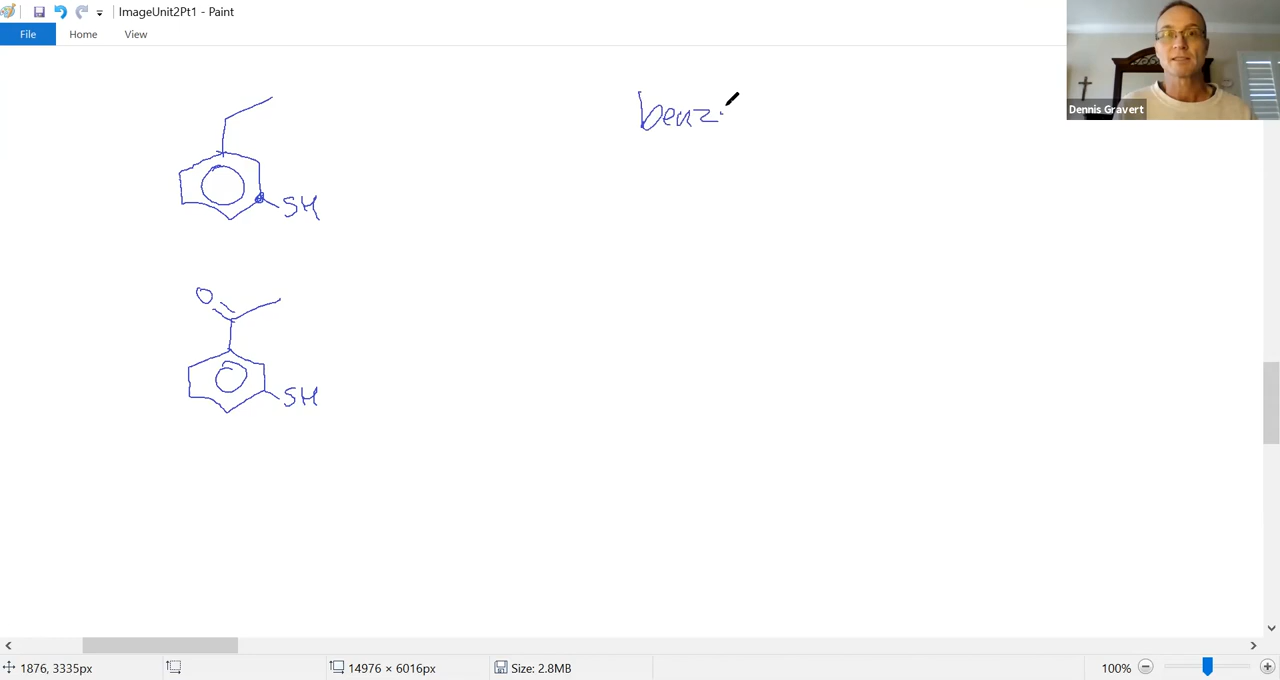 ImageUnit2Pt1 - Paint
File Home View
Dennis Gravert
benz
SH
O
SH
1876, 3335px 14976 × 6016px Size: 2.8MB 100%